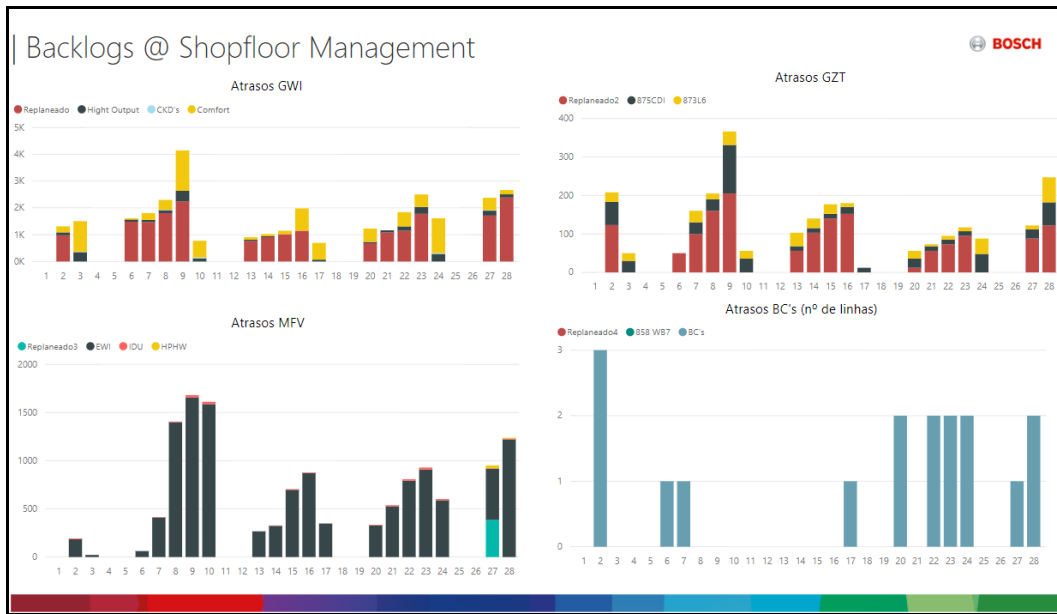 Backlogs @ Shopfloor Management
BOSCH
Atrasos GWI
Replaneado Hight Output CKD's Comfort
5K
4K
3K
2K
1K
0K
1 2 3 4 5 6 7 8 9 10 11 12 13 14 15 16 17 18 19 20 21 22 23 24 25 26 27 28
Atrasos GZT
Replaneado2 875CDI 873L6
400
300
200
100
0
1 2 3 4 5 6 7 8 9 10 11 12 13 14 15 16 17 18 19 20 21 22 23 24 25 26 27 28
Atrasos MFV
Replaneado3 EWI IDU HPHW
2000
1500
1000
500
0
1 2 3 4 5 6 7 8 9 10 11 12 13 14 15 16 17 18 19 20 21 22 23 24 25 26 27 28
Atrasos BC's (nº de linhas)
Replaneado4 858 WB7 BC's
3
2
1
0
1 2 3 4 5 6 7 8 9 10 11 12 13 14 15 16 17 18 19 20 21 22 23 24 25 26 27 28